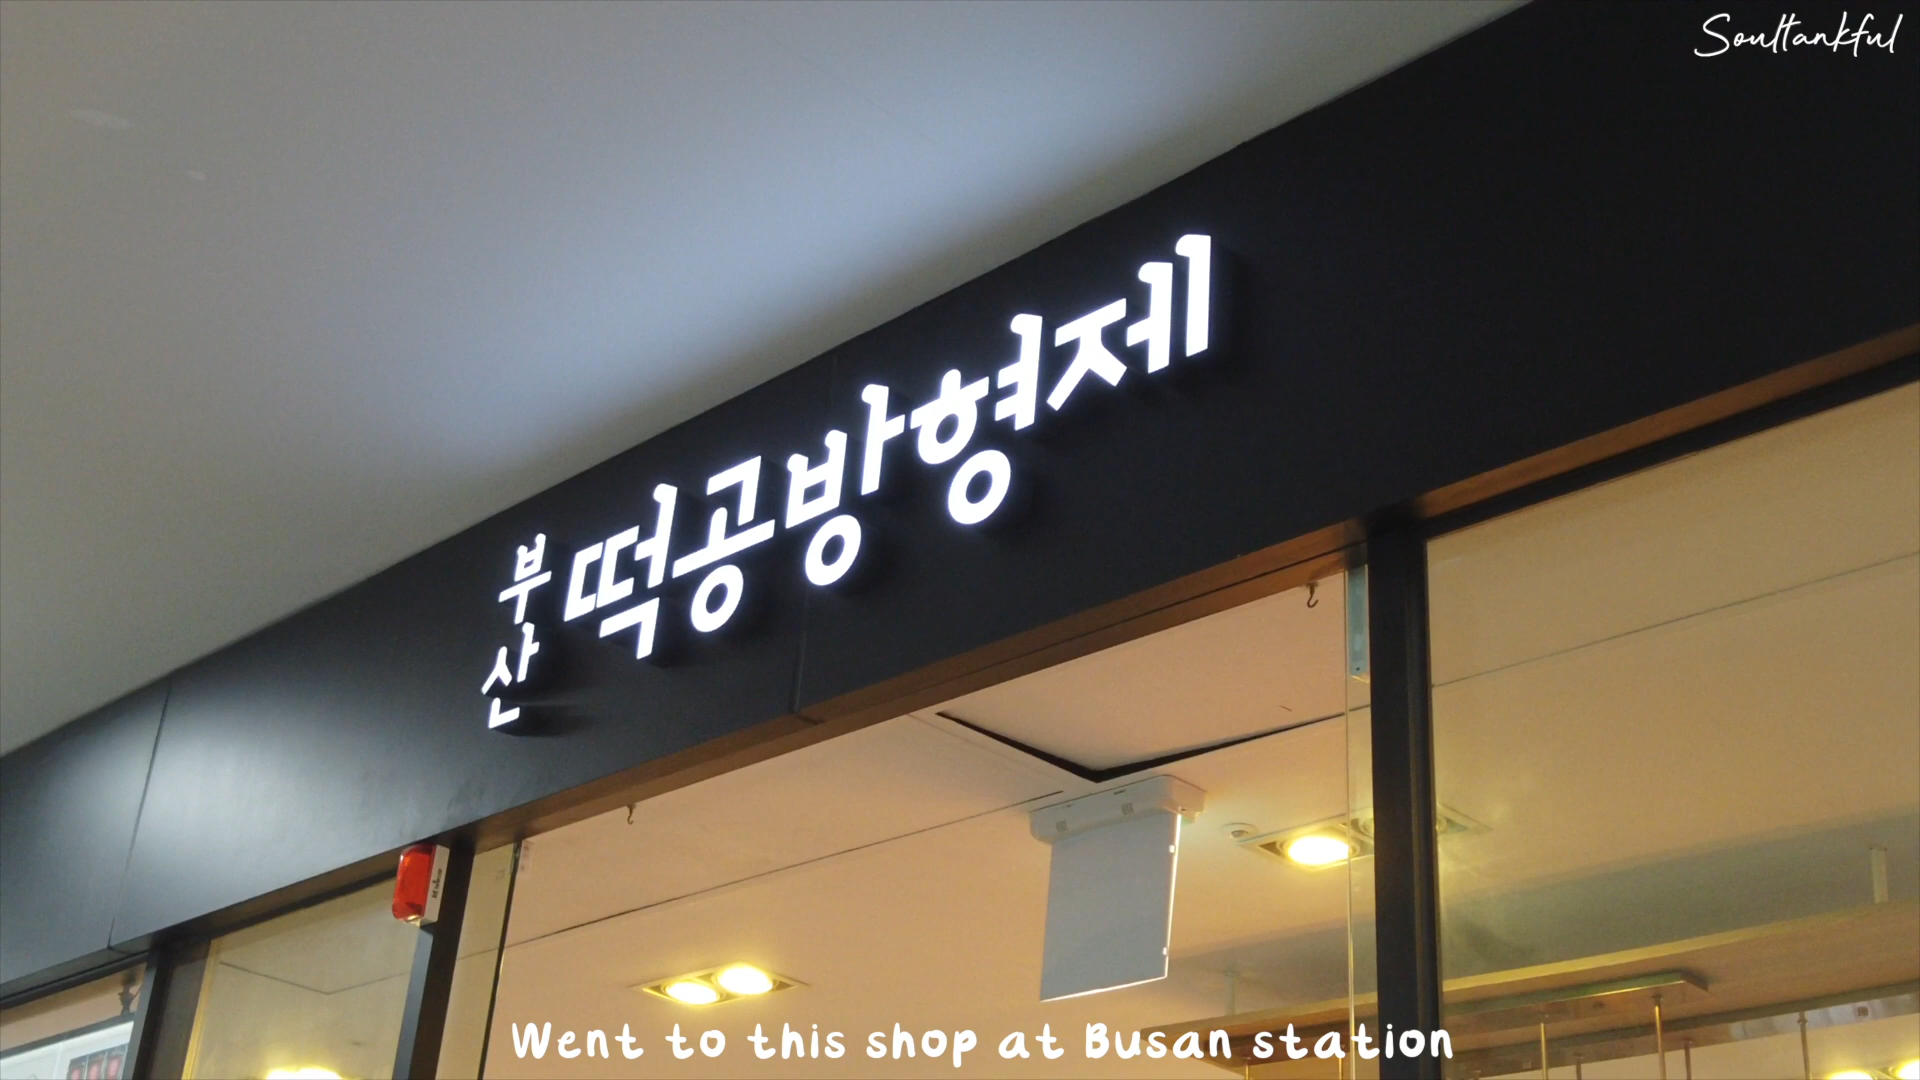 Soultankful
부산
떡공방형제
Went to this shop at Busan station